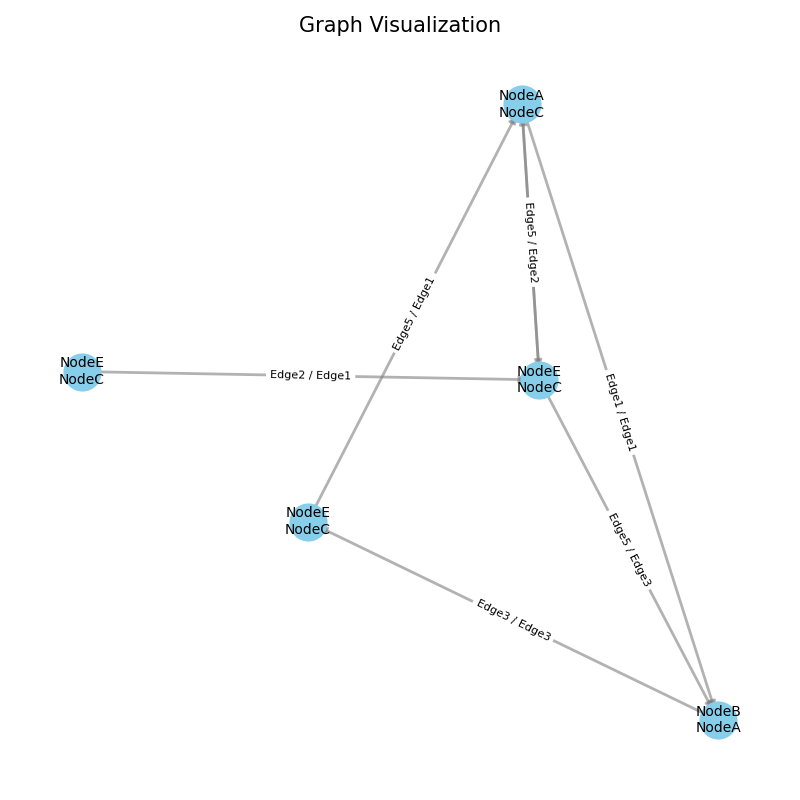 Graph Visualization
NodeA
NodeC
Edge5 / Edge2
Edge5 / Edge1
NodeE
NodeC
Edge2 / Edge1
NodeE
NodeC
Edge1 / Edge1
NodeE
NodeC
Edge5 / Edge3
Edge3 / Edge3
NodeB
NodeA